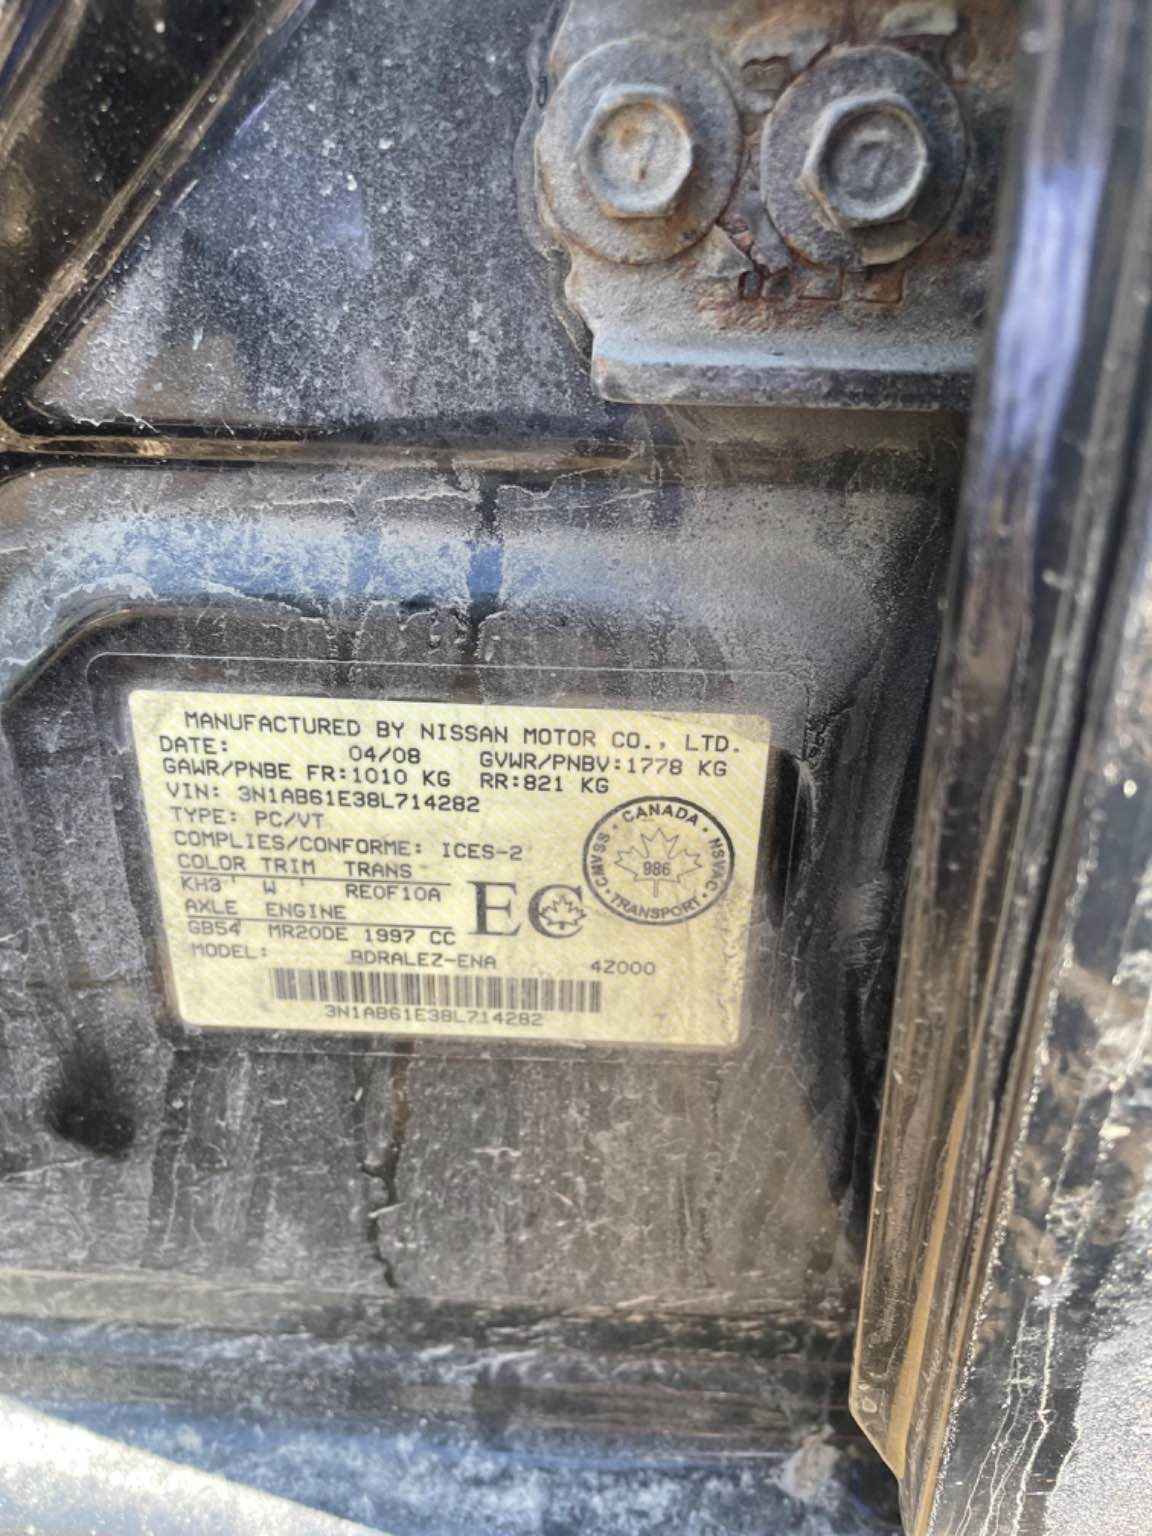 MANUFACTURED BY NISSAN MOTOR CO., LTD.
DATE: 04/08 GVWR/PNBV:1778 KG
GAWR/PNBE FR:1010 KG RR:821 KG
VIN: 3N1AB61E38L714282
TYPE: PC/VT
COMPLIES/CONFORME: ICES-2
COLOR TRIM TRANS
KH3 W RE0F10A
AXLE ENGINE
GB54 MR20DE 1997 CC
MODEL: BDRALEZ-ENA 4Z000
3N1AB61E38L714282
EC
CANADA · NSVAC · TRANSPORT · CMVSS
986